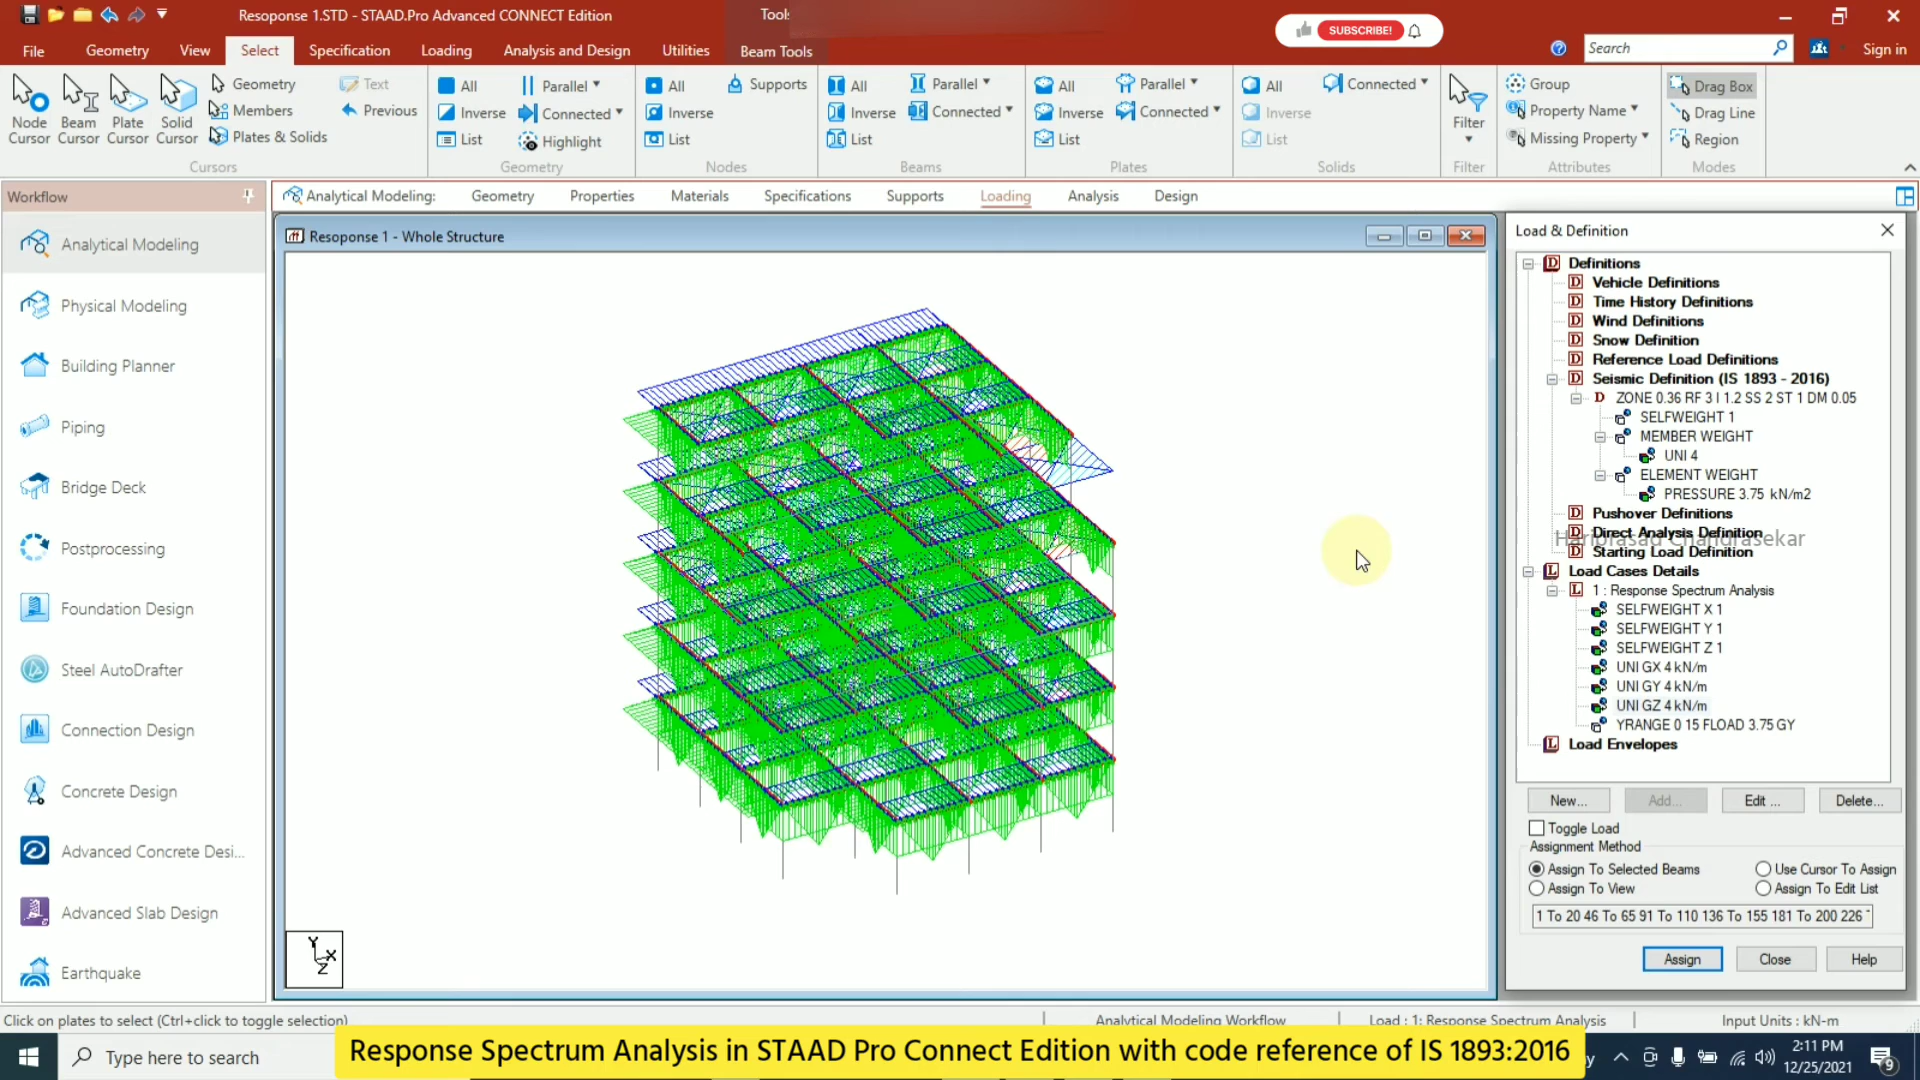 Resoponse 1.STD - STAAD.Pro Advanced CONNECT Edition
Tools
SUBSCRIBE!
File Geometry View Select Specification Loading Analysis and Design Utilities Beam Tools
Search
Sign in
Node Cursor
Beam Cursor
Plate Cursor
Solid Cursor
Geometry
Members
Plates & Solids
Text
Previous
Cursors
All
Inverse
List
Parallel
Connected
Highlight
Geometry
All
Inverse
List
Supports
Nodes
All
Inverse
List
Parallel
Connected
Beams
All
Inverse
List
Parallel
Connected
Plates
All
Inverse
List
Connected
Solids
Filter
Filter
Group
Property Name
Missing Property
Attributes
Drag Box
Drag Line
Region
Modes
Workflow
Analytical Modeling: Geometry Properties Materials Specifications Supports Loading Analysis Design
Analytical Modeling
Physical Modeling
Building Planner
Piping
Bridge Deck
Postprocessing
Foundation Design
Steel AutoDrafter
Connection Design
Concrete Design
Advanced Concrete Desi...
Advanced Slab Design
Earthquake
Resoponse 1 - Whole Structure
Y
X
Z
Load & Definition
Definitions
Vehicle Definitions
Time History Definitions
Wind Definitions
Snow Definition
Reference Load Definitions
Seismic Definition (IS 1893 - 2016)
ZONE 0.36 RF 3 I 1.2 SS 2 ST 1 DM 0.05
SELFWEIGHT 1
MEMBER WEIGHT
UNI 4
ELEMENT WEIGHT
PRESSURE 3.75 kN/m2
Pushover Definitions
Direct Analysis Definition
Hariprasad Chandrasekar
Starting Load Definition
Load Cases Details
1 : Response Spectrum Analysis
SELFWEIGHT X 1
SELFWEIGHT Y 1
SELFWEIGHT Z 1
UNI GX 4 kN/m
UNI GY 4 kN/m
UNI GZ 4 kN/m
YRANGE 0 15 FLOAD 3.75 GY
Load Envelopes
New... Add... Edit ... Delete...
Toggle Load
Assignment Method
Assign To Selected Beams Use Cursor To Assign
Assign To View Assign To Edit List
1 To 20 46 To 65 91 To 110 136 To 155 181 To 200 226
Assign Close Help
Click on plates to select (Ctrl+click to toggle selection)
Analytical Modeling Workflow
Load : 1: Response Spectrum Analysis
Input Units : kN-m
Type here to search
Response Spectrum Analysis in STAAD Pro Connect Edition with code reference of IS 1893:2016
2:11 PM
12/25/2021
9